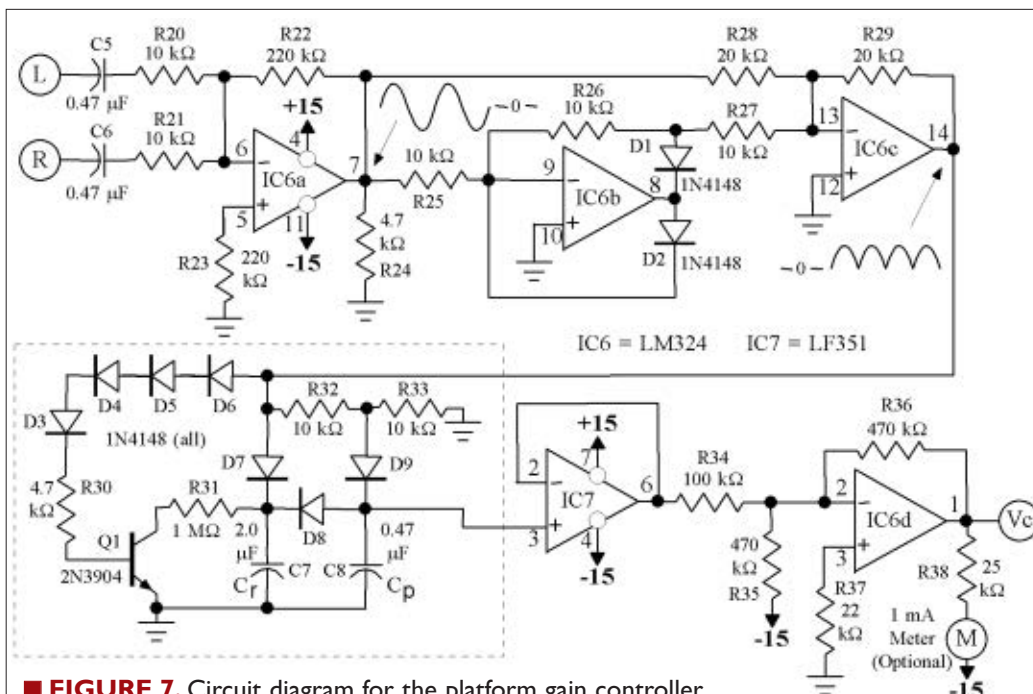 C5
R20
10 kΩ
R22
220 kΩ
R28
20 kΩ
R29
20 kΩ
L
0.47 µF
+15
R26
10 kΩ
–0–
C6
R21
10 kΩ
R27
10 kΩ
R
0.47 µF
4
6
–
IC6a
+
5
11
-15
7
10 kΩ
R25
D1
1N4148
9
–
8
IC6b
+
10
D2
1N4148
13
–
IC6c
14
+
12
R23
220
kΩ
4.7
kΩ
R24
–0–
IC6 = LM324 IC7 = LF351
D4
D5
D6
R32
10 kΩ
R33
10 kΩ
D3
1N4148 (all)
D7
D9
4.7
kΩ
R30
R31
1 MΩ
2.0
µF
D8
0.47
µF
Q1
2N3904
C7
Cr
C8
Cp
+15
7
2
–
6
IC7
+
3
4
-15
R34
100 kΩ
R36
470 kΩ
2
–
1
IC6d
+
3
Vc
470
kΩ
R35
-15
R37
22
kΩ
R38
25
kΩ
1 mA
Meter
(Optional)
M
-15
■ FIGURE 7. Circuit diagram for the platform gain controller